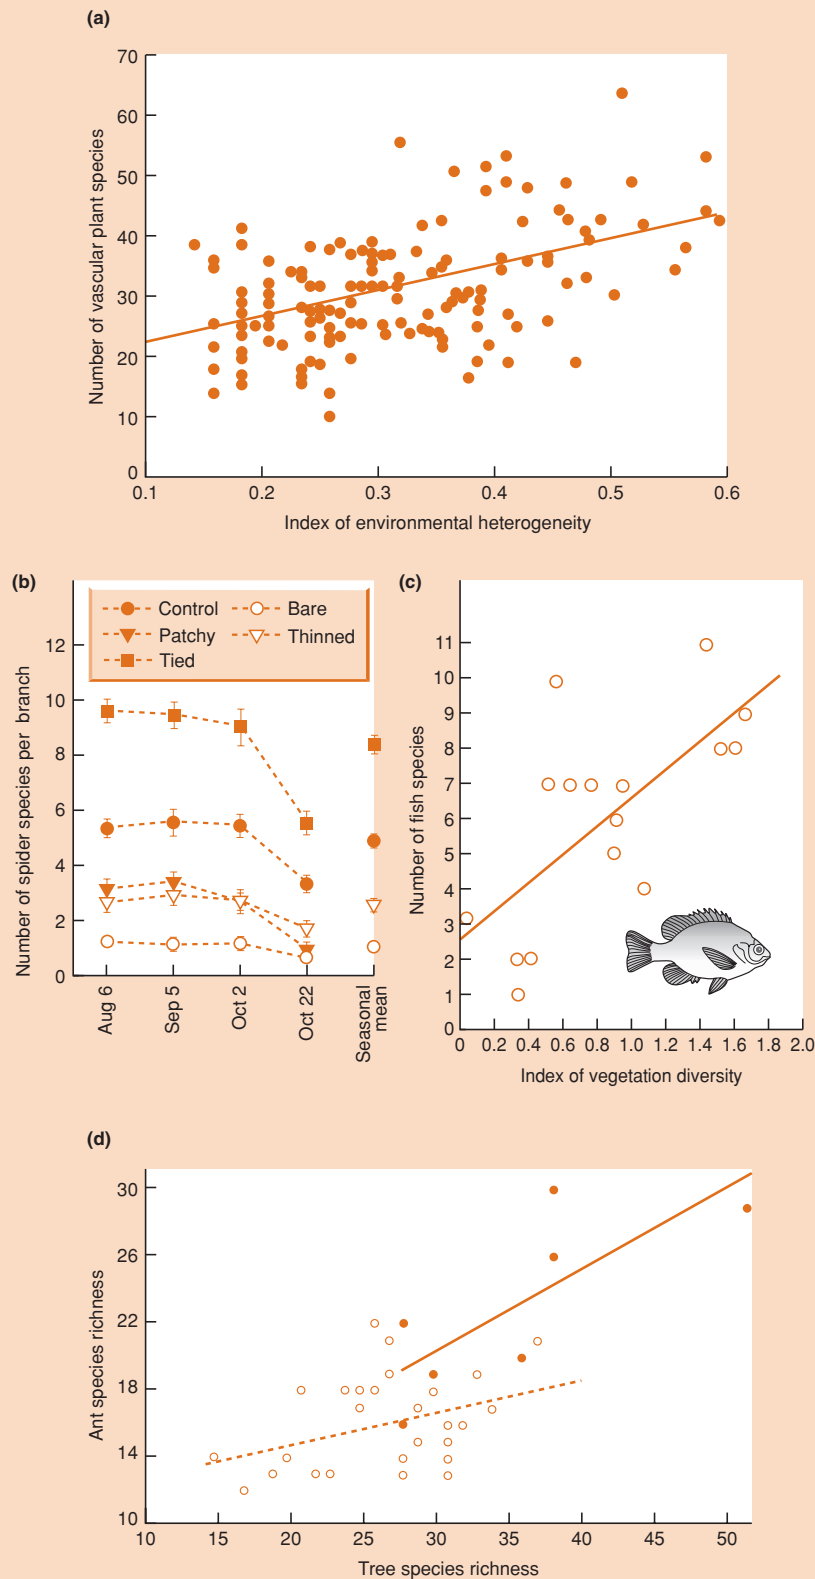 (a)
70
60
50
40
30
20
10
0
Number of vascular plant species
0.1 0.2 0.3 0.4 0.5 0.6
Index of environmental heterogeneity
(b)
Control Bare
Patchy Thinned
Tied
12
10
8
6
4
2
0
Number of spider species per branch
Aug 6
Sep 5
Oct 2
Oct 22
Seasonal
mean
(c)
11
10
9
8
7
6
5
4
3
2
1
Number of fish species
0 0.2 0.4 0.6 0.8 1.0 1.2 1.4 1.6 1.8 2.0
Index of vegetation diversity
(d)
30
26
22
18
14
10
Ant species richness
10 15 20 25 30 35 40 45 50
Tree species richness